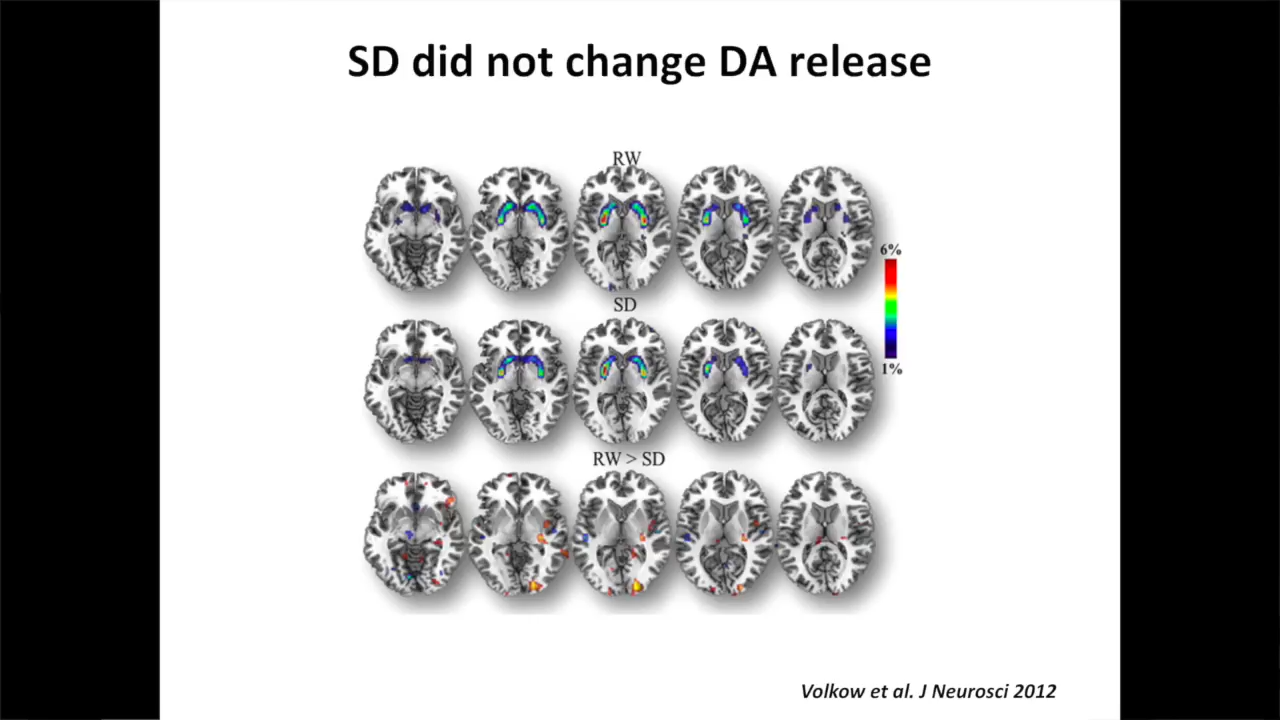 SD did not change DA release
RW
6%
SD
1%
RW > SD
Volkow et al. J Neurosci 2012